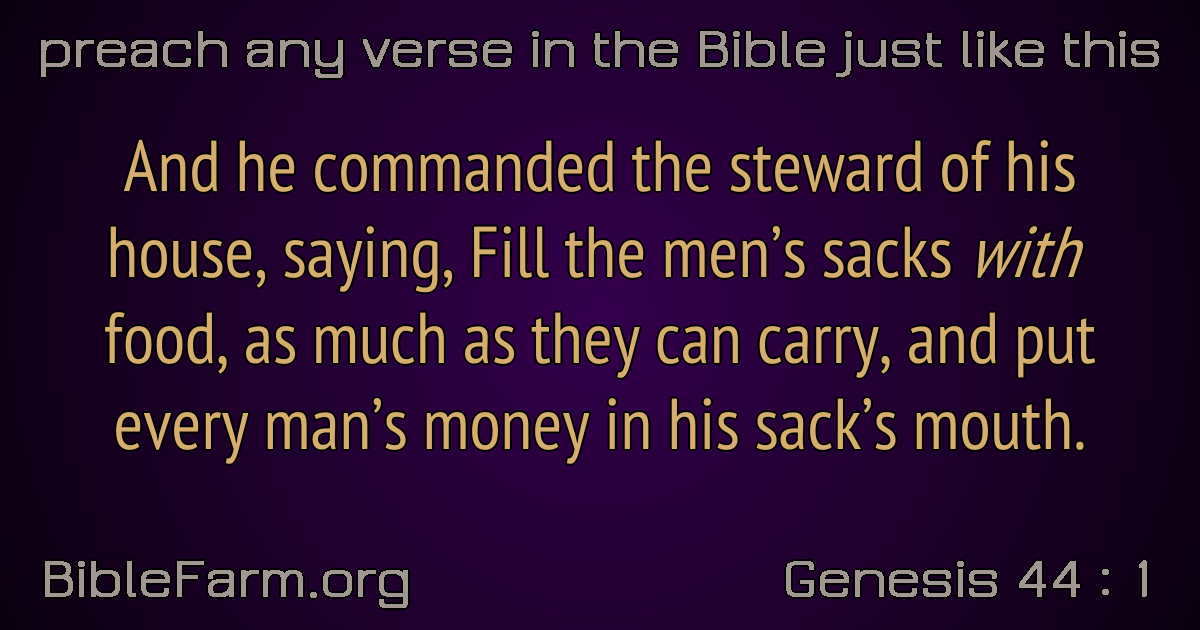 preach any verse in the Bible just like this
And he commanded the steward of his
house, saying, Fill the men’s sacks with
food, as much as they can carry, and put
every man’s money in his sack’s mouth.
BibleFarm.org
Genesis 44 : 1